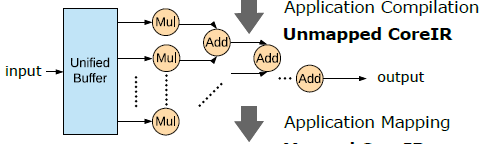 Application Compilation
Unmapped CoreIR
input
Unified
Buffer
Mul
Mul
Mul
Add
Add
Add
output
Application Mapping